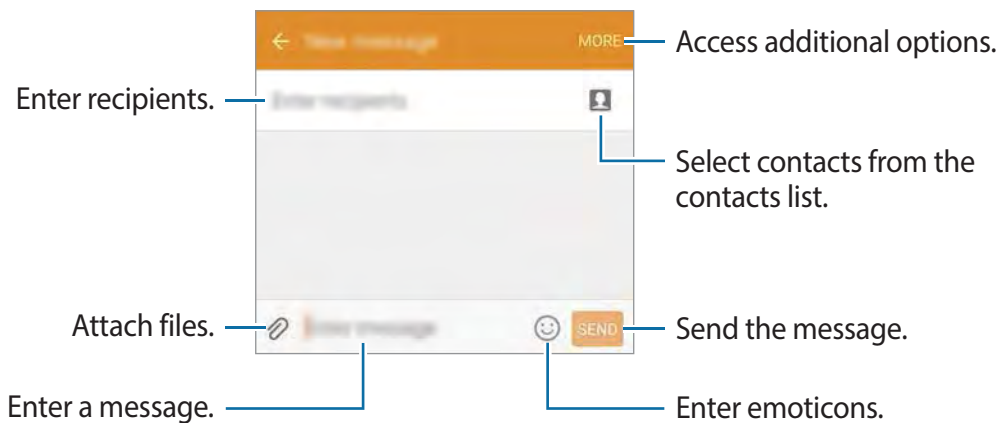 MORE
Access additional options.
Enter recipients.
Select contacts from the
contacts list.
Attach files.
SEND
Send the message.
Enter a message.
Enter emoticons.